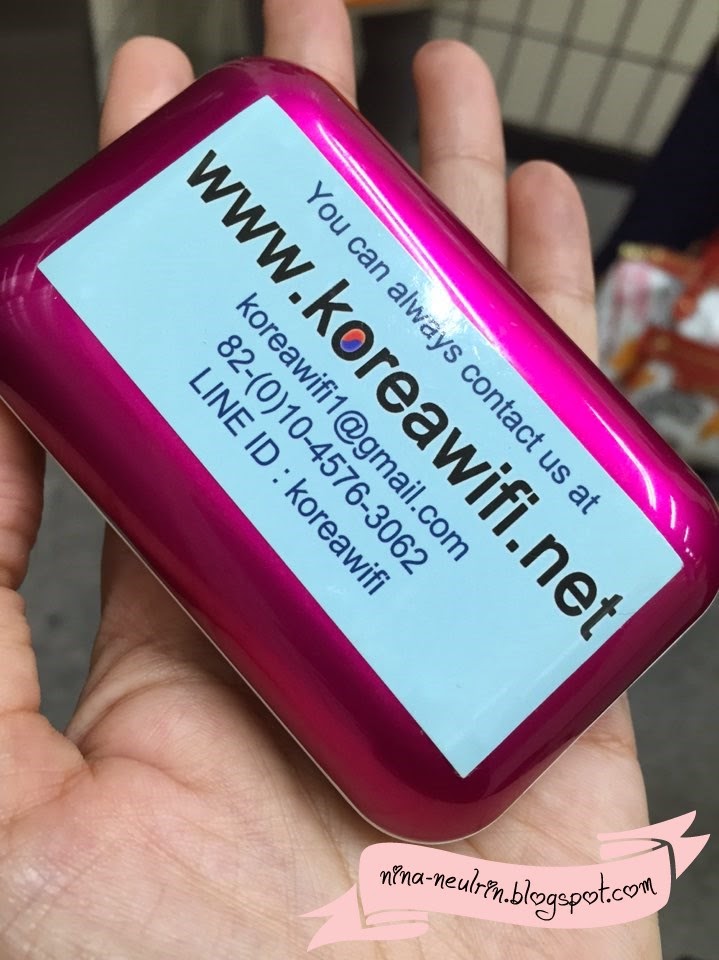 You can always contact us at
www.koreawifi.net
koreawifi1@gmail.com
82-(0)10-4576-3062
LINE ID : koreawifi
nina-neulrin.blogspot.com